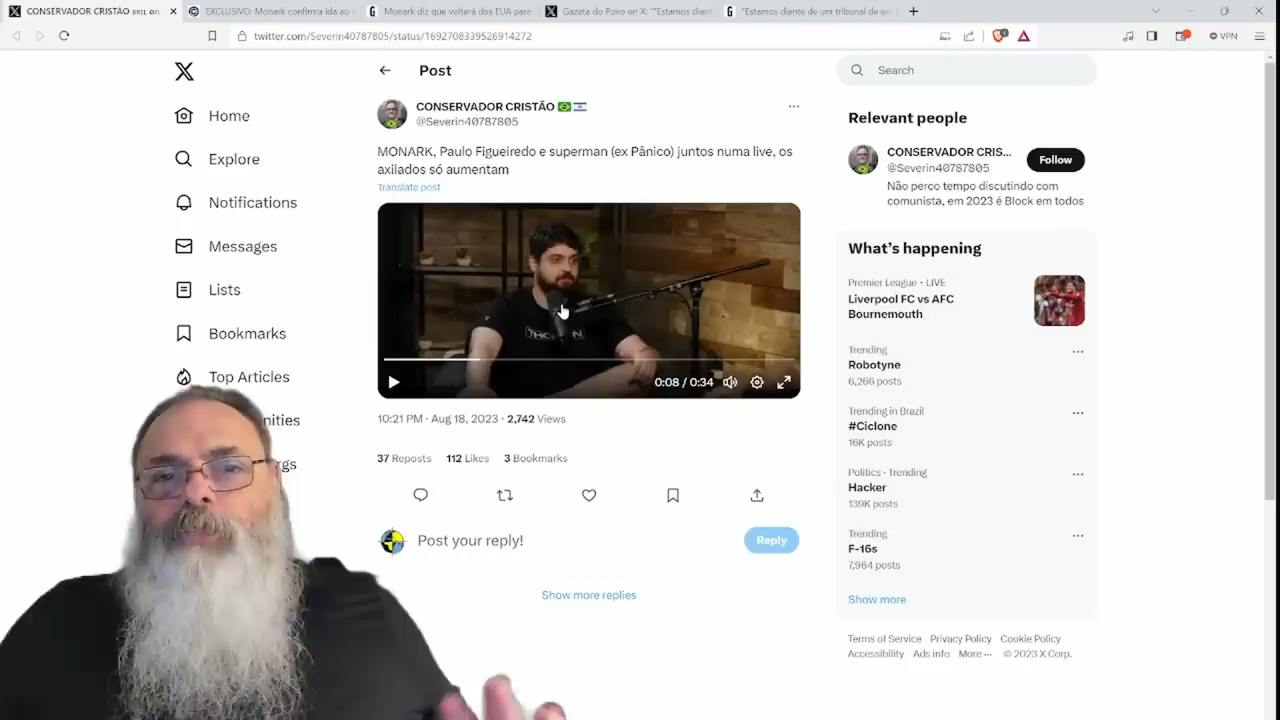 CONSERVADOR CRISTÃO
EXCLUSIVO: Monark confirma ida ao e
Monark diz que voltará dos EUA para
Gazeta do Povo on X: "“Estamos diant
"Estamos diante de um tribunal de ex
twitter.com/Severin40787805/status/1692708339526914272
VPN
Home
Explore
Notifications
Messages
Lists
Bookmarks
Top Articles
nities
gs
Post
CONSERVADOR CRISTÃO
@Severin40787805
MONARK, Paulo Figueiredo e superman (ex Pânico) juntos numa live, os
axilados só aumentam
Translate post
0:08 / 0:34
10:21 PM · Aug 18, 2023 · 2,742 Views
37 Reposts 112 Likes 3 Bookmarks
Post your reply!
Reply
Show more replies
Search
Relevant people
CONSERVADOR CRIS...
@Severin40787805
Follow
Não perco tempo discutindo com
comunista, em 2023 é Block em todos
What's happening
Premier League · LIVE
Liverpool FC vs AFC
Bournemouth
Trending
Robotyne
6,266 posts
Trending in Brazil
#Ciclone
16K posts
Politics · Trending
Hacker
139K posts
Trending
F-16s
7,964 posts
Show more
Terms of Service Privacy Policy Cookie Policy
Accessibility Ads info More ··· © 2023 X Corp.